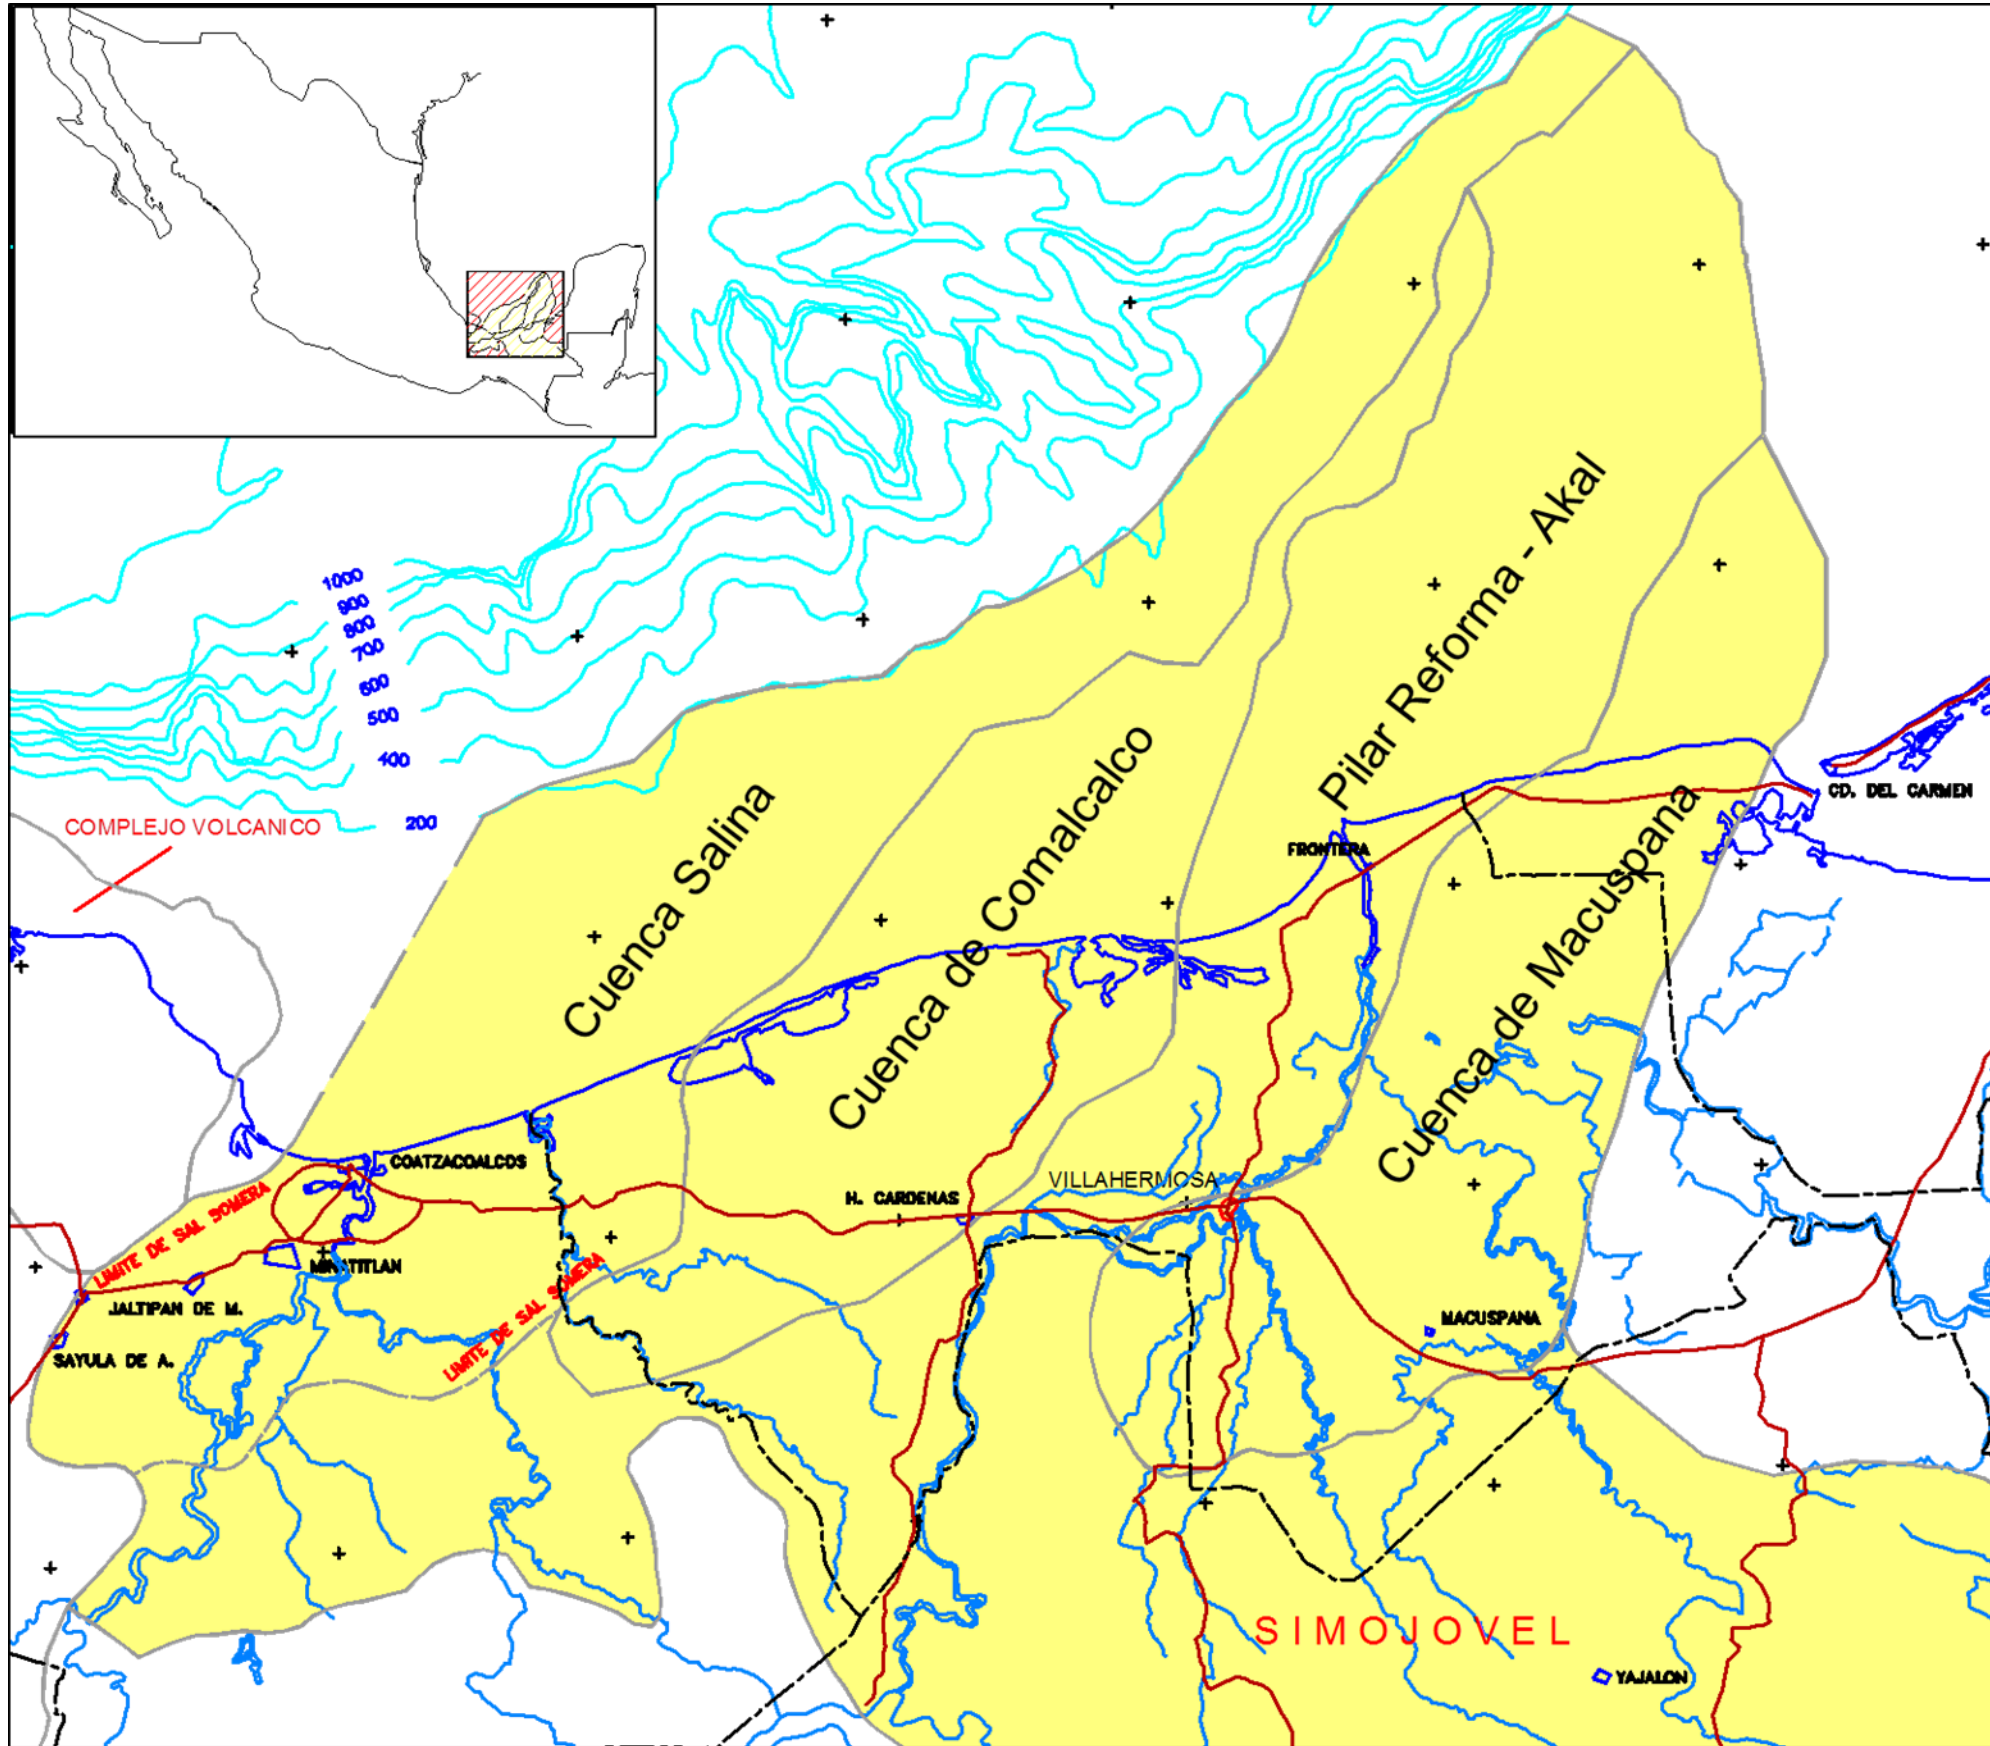 1000
900
800
700
600
500
400
200
COMPLEJO VOLCANICO
Cuenca Salina
Cuenca de Comalcalco
Pilar Reforma - Akal
Cuenca de Macuspana
CD. DEL CARMEN
FRONTERA
COATZACOALCOS
VILLAHERMOSA
H. CARDENAS
LIMITE DE SAL SOMERA
MINATITLAN
JALTIPAN DE M.
SAYULA DE A.
LIMITE DE SAL SOMERA
MACUSPANA
SIMOJOVEL
YAJALON